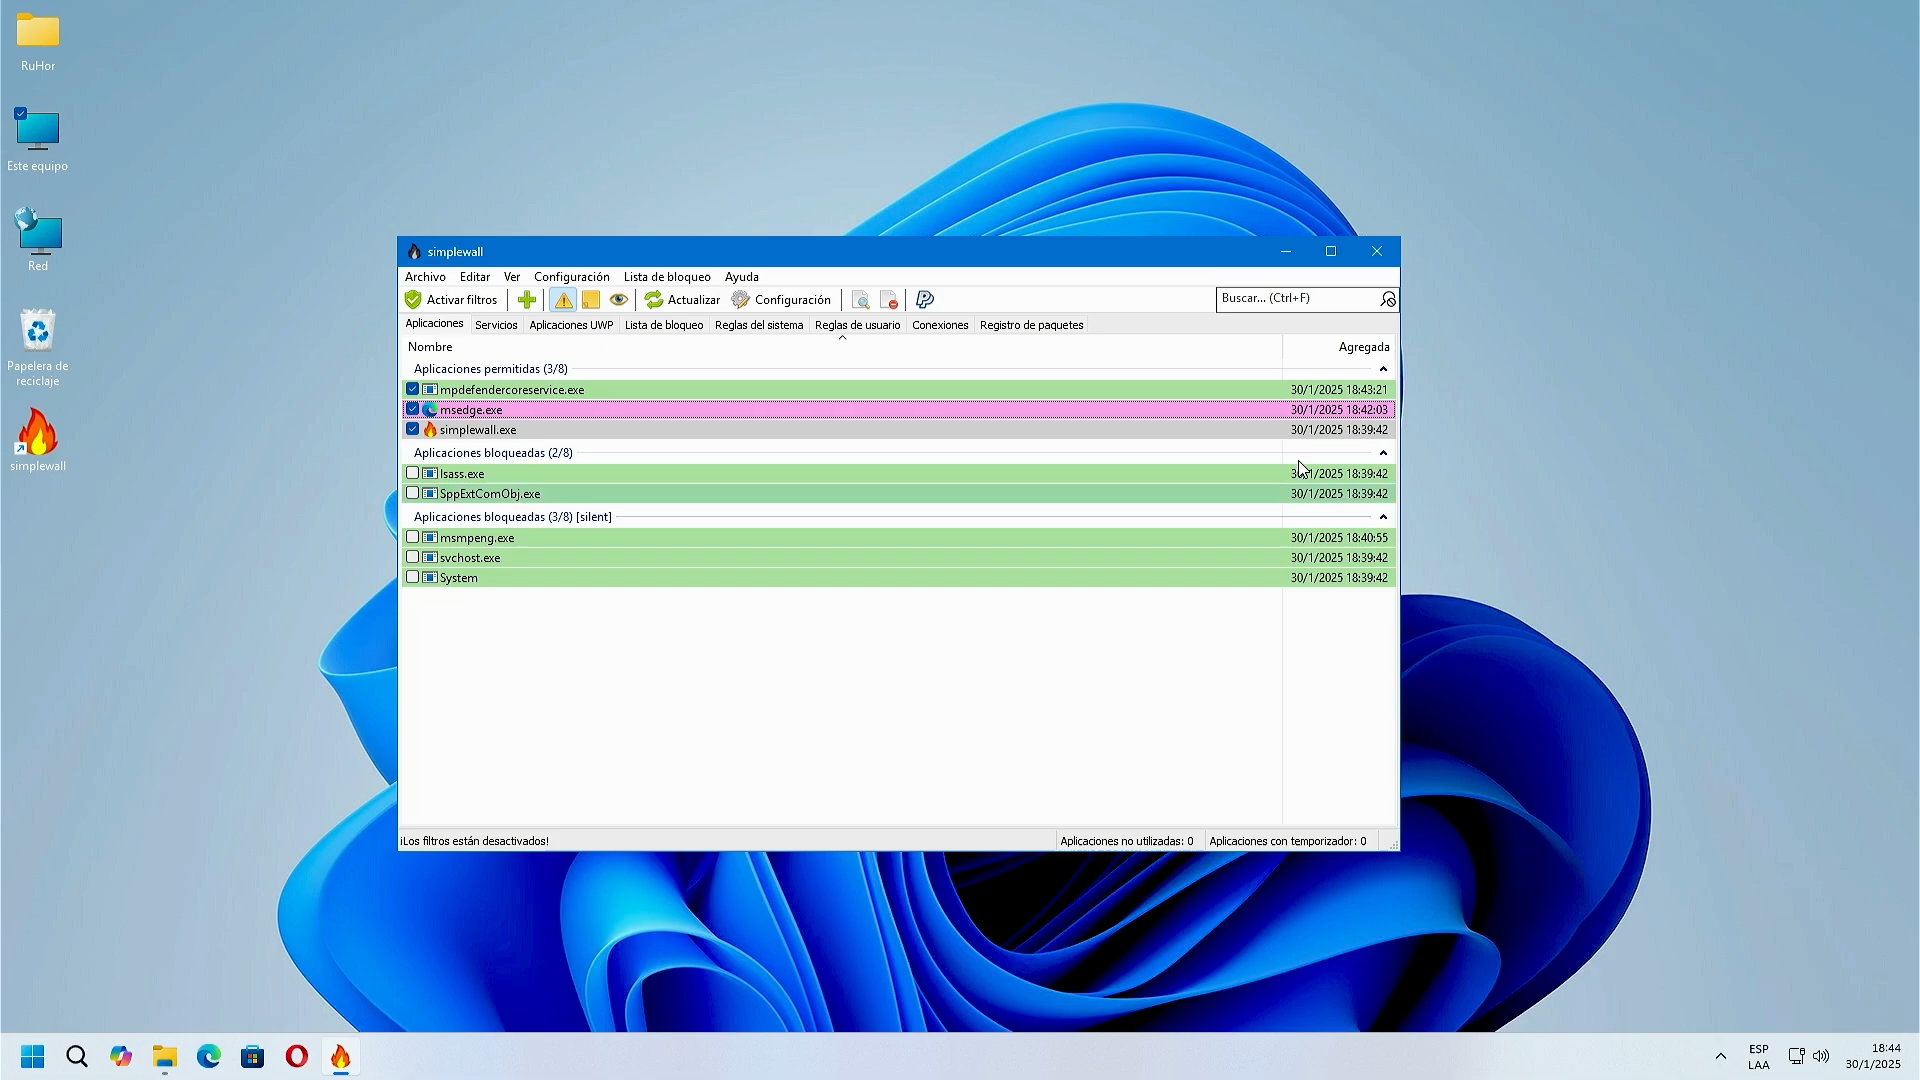 RuHor
Este equipo
Red
Papelera de
reciclaje
simplewall
simplewall
Archivo Editar Ver Configuración Lista de bloqueo Ayuda
Activar filtros Actualizar Configuración Buscar... (Ctrl+F)
Aplicaciones Servicios Aplicaciones UWP Lista de bloqueo Reglas del sistema Reglas de usuario Conexiones Registro de paquetes
Nombre Agregada
Aplicaciones permitidas (3/8)
mpdefendercoreservice.exe 30/1/2025 18:43:21
msedge.exe 30/1/2025 18:42:03
simplewall.exe 30/1/2025 18:39:42
Aplicaciones bloqueadas (2/8)
lsass.exe 30/1/2025 18:39:42
SppExtComObj.exe 30/1/2025 18:39:42
Aplicaciones bloqueadas (3/8) [silent]
msmpeng.exe 30/1/2025 18:40:55
svchost.exe 30/1/2025 18:39:42
System 30/1/2025 18:39:42
¡Los filtros están desactivados! Aplicaciones no utilizadas: 0 Aplicaciones con temporizador: 0
ESP
LAA
18:44
30/1/2025